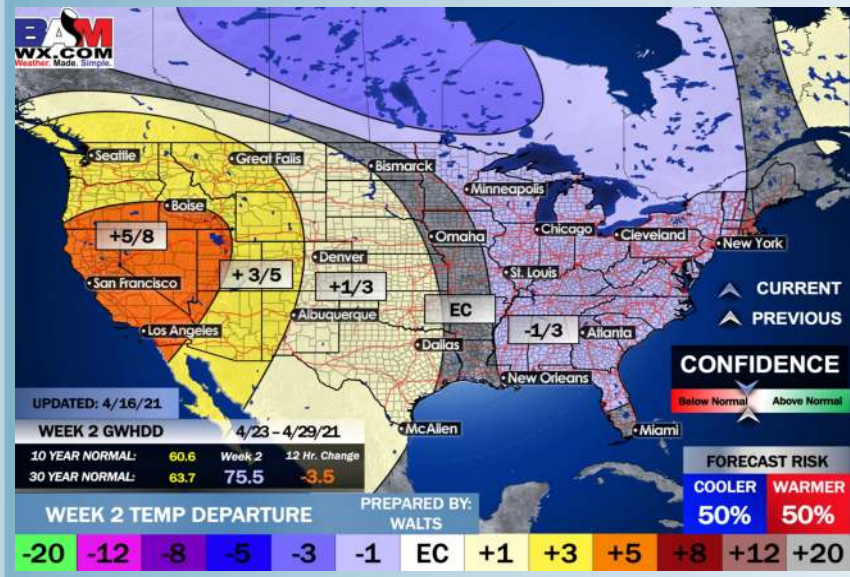 BAM
WX.COM
Weather. Made. Simple.
Seattle
Great Falls
Bismarck
Minneapolis
Boise
+5/8
Omaha
Chicago
Cleveland
New York
+ 3/5
Denver
San Francisco
+1/3
St. Louis
CURRENT
EC
Albuquerque
-1/3
Atlanta
PREVIOUS
Los Angeles
Dallas
CONFIDENCE
New Orleans
Below Normal Above Normal
UPDATED: 4/16/21
McAllen
Miami
WEEK 2 GWHDD 4/23 - 4/29/21
10 YEAR NORMAL: 60.6 Week 2 12 Hr. Change
30 YEAR NORMAL: 63.7 75.5 -3.5
FORECAST RISK
COOLER WARMER
50% 50%
WEEK 2 TEMP DEPARTURE
PREPARED BY:
WALTS
-20 -12 -8 -5 -3 -1 EC +1 +3 +5 +8 +12 +20